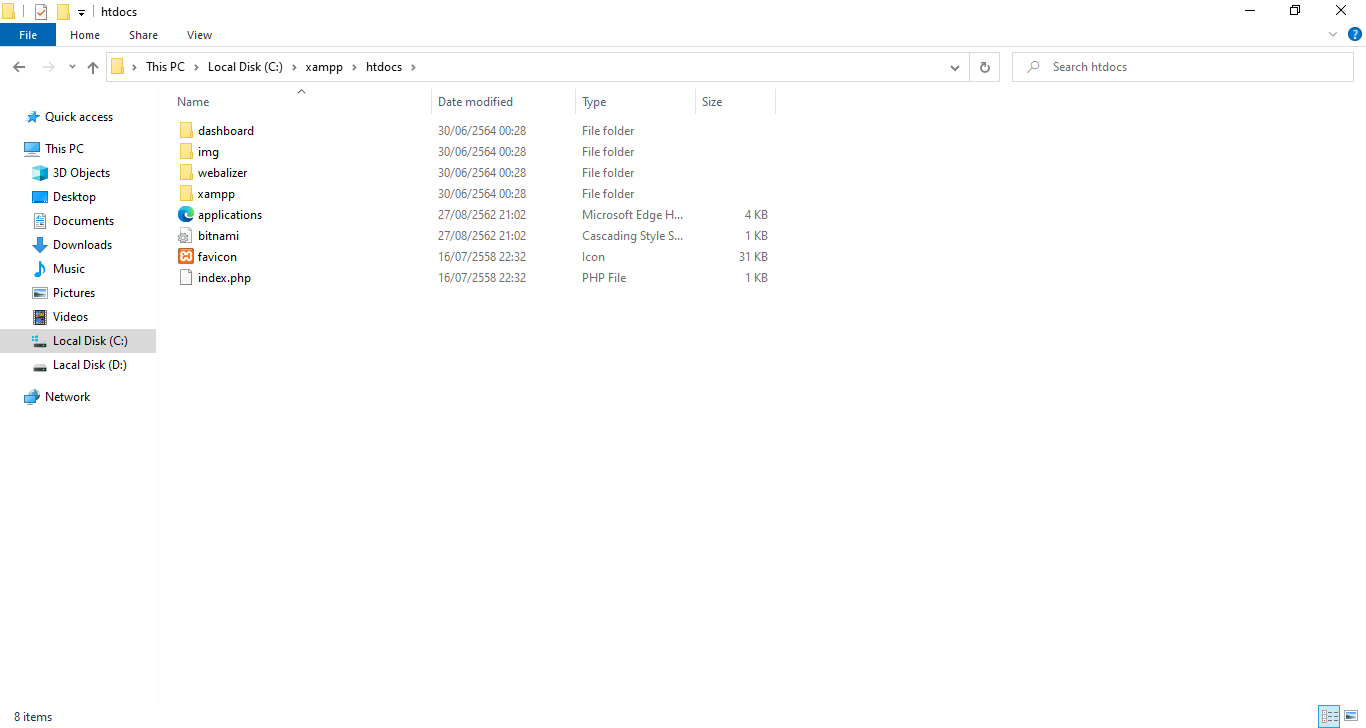 htdocs
File Home Share View
This PC Local Disk (C:) xampp htdocs Search htdocs
Name Date modified Type Size
Quick access
This PC
3D Objects
Desktop
Documents
Downloads
Music
Pictures
Videos
Local Disk (C:)
Lacal Disk (D:)
Network
dashboard 30/06/2564 00:28 File folder
img 30/06/2564 00:28 File folder
webalizer 30/06/2564 00:28 File folder
xampp 30/06/2564 00:28 File folder
applications 27/08/2562 21:02 Microsoft Edge H... 4 KB
bitnami 27/08/2562 21:02 Cascading Style S... 1 KB
favicon 16/07/2558 22:32 Icon 31 KB
index.php 16/07/2558 22:32 PHP File 1 KB
8 items